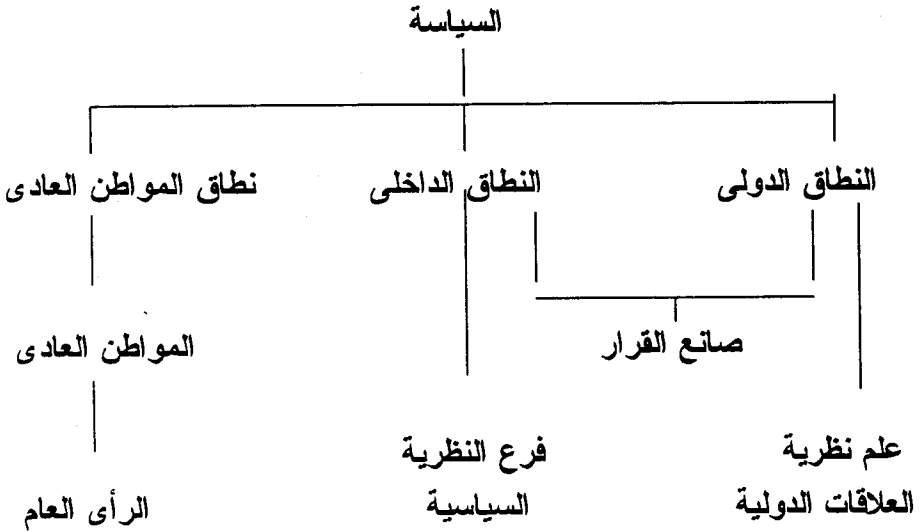 السياسة
النطاق الدولى
النطاق الداخلى
نطاق المواطن العادى
صانع القرار
المواطن العادى
علم نظرية
العلاقات الدولية
فرع النظرية
السياسية
الرأى العام